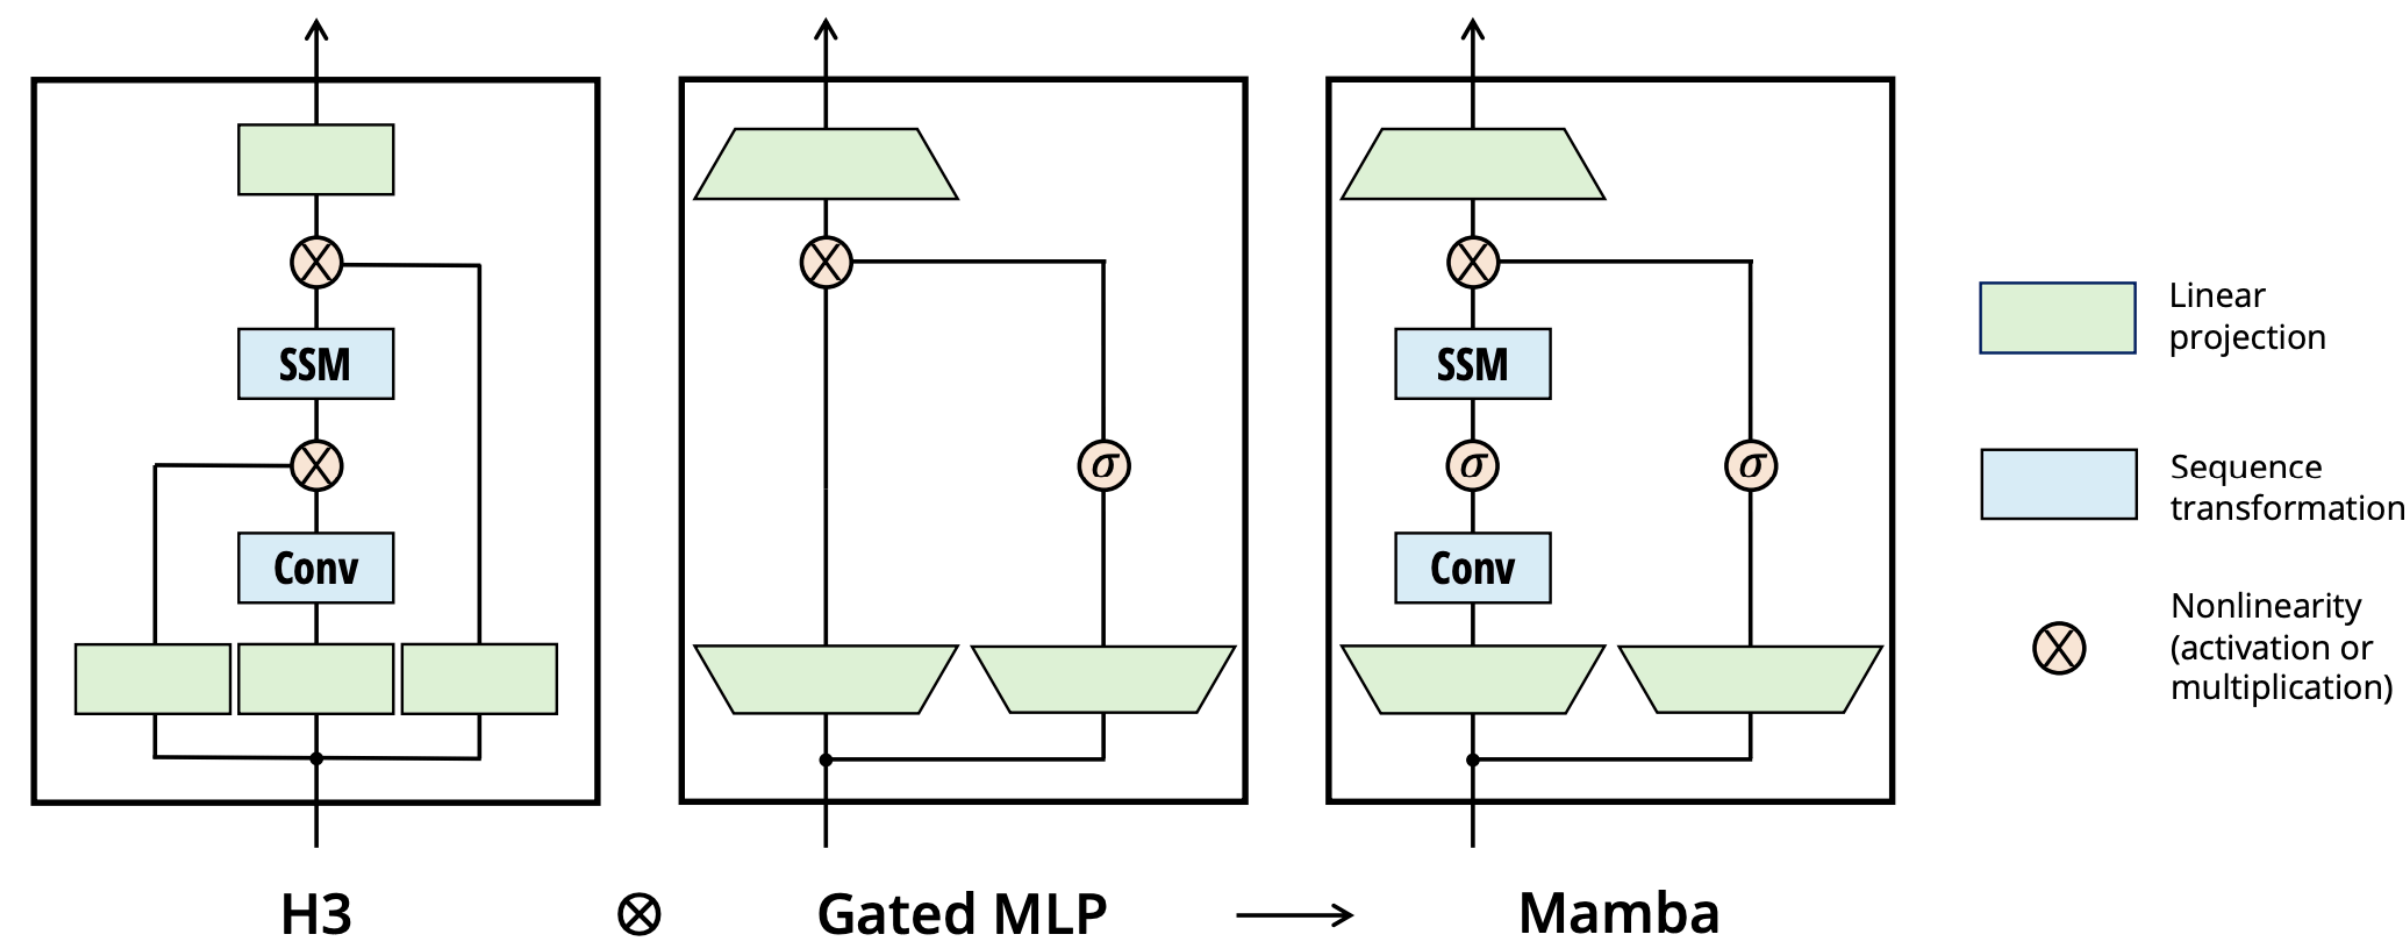 SSM
Conv
σ
SSM
σ
σ
Conv
Linear
projection
Sequence
transformation
Nonlinearity
(activation or
multiplication)
H3 ⊗ Gated MLP → Mamba